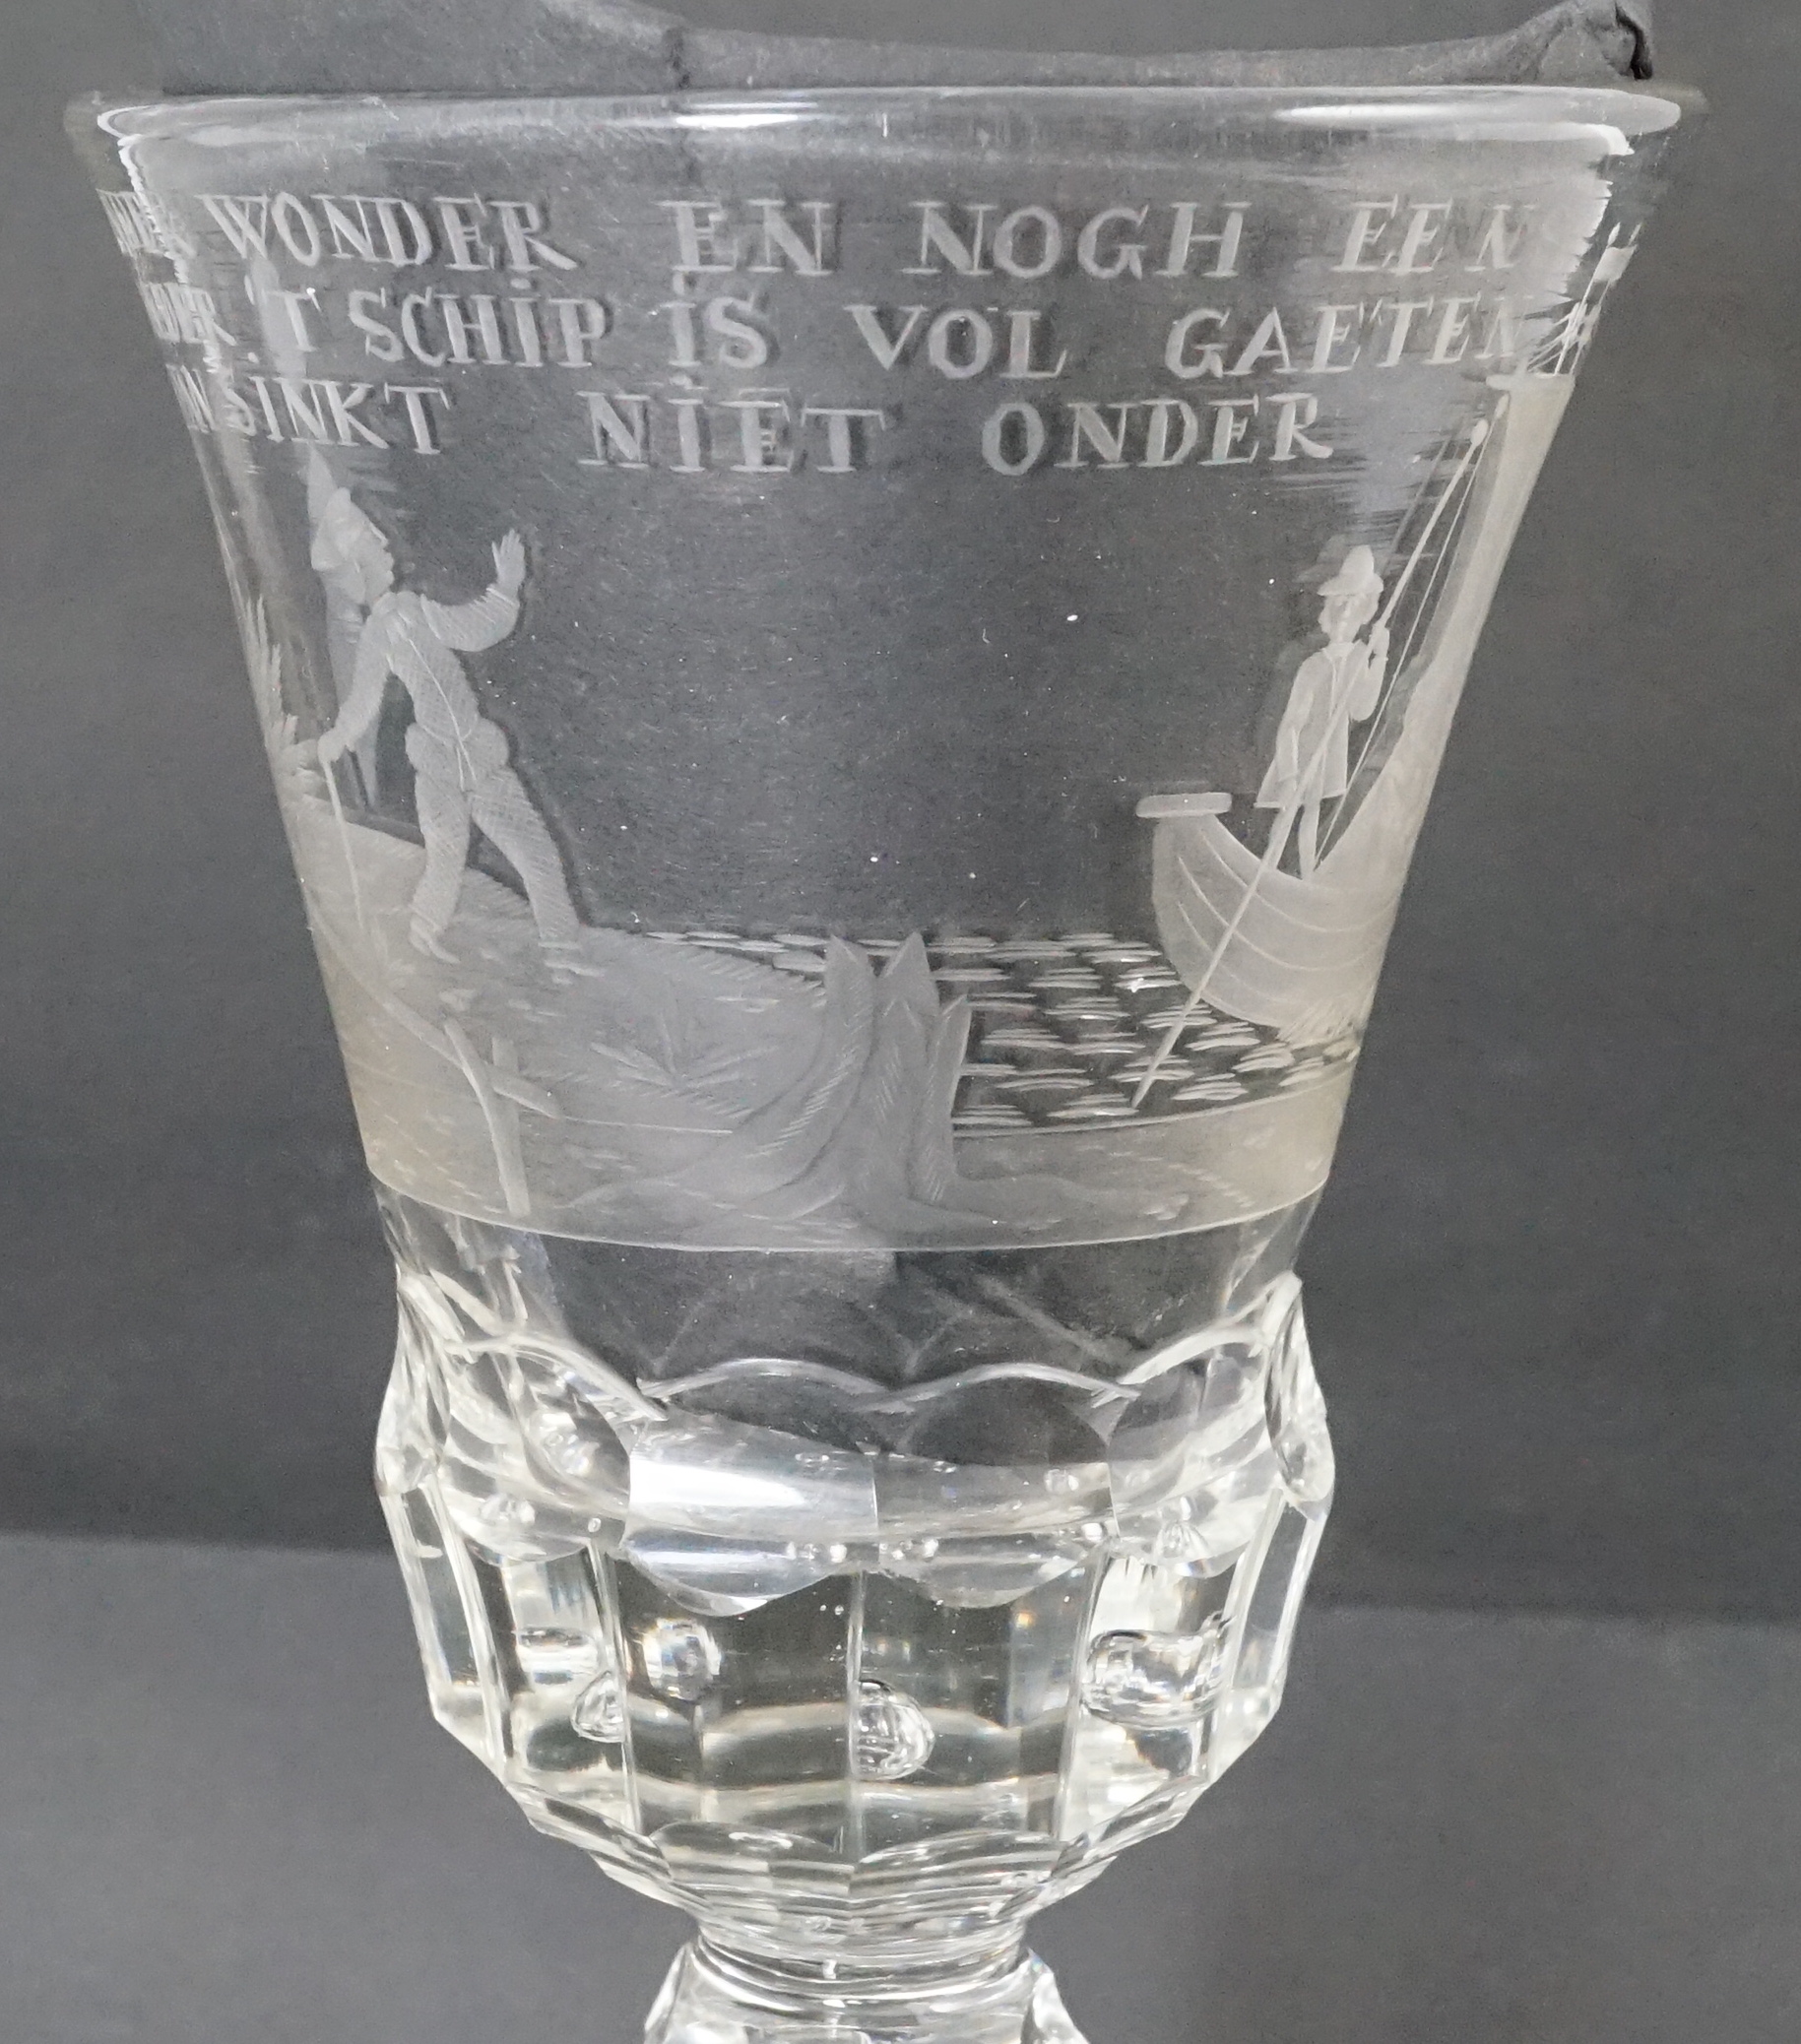 WONDER EN NOGH EEN
'T SCHIP IS VOL GAETEN
SINKT NIET ONDER